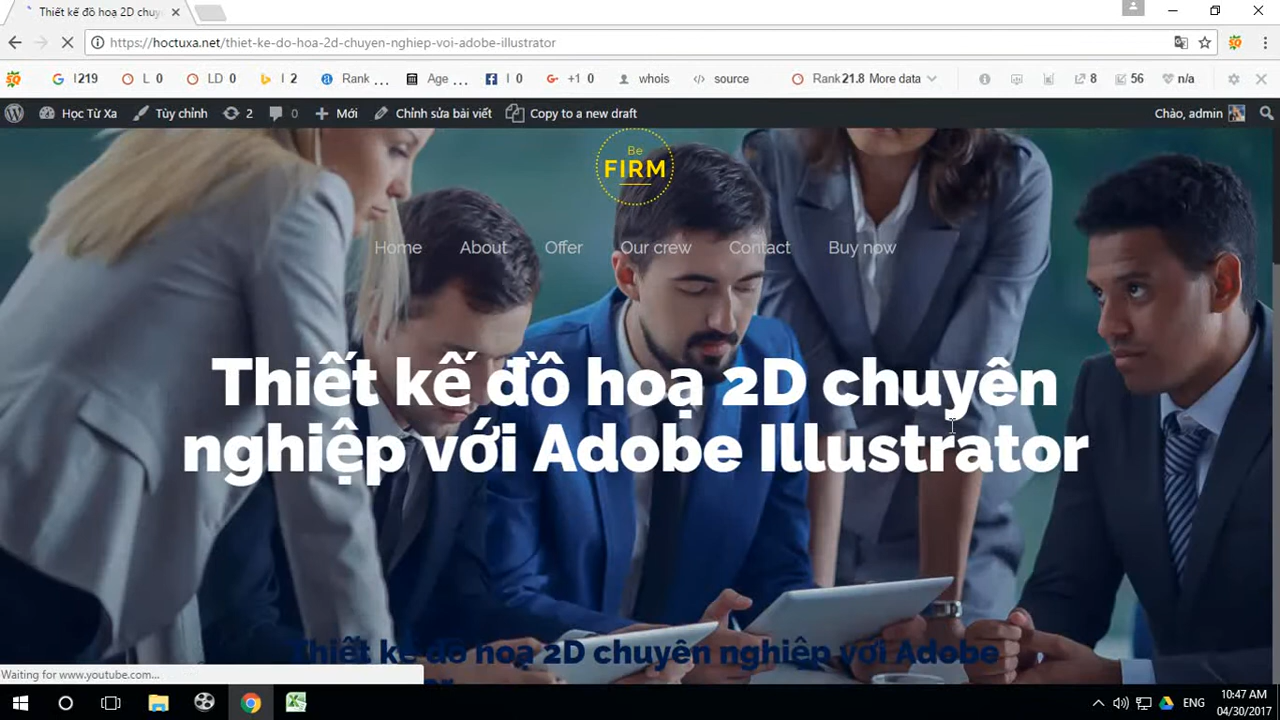 Thiết kế đồ hoạ 2D chuy
https://hoctuxa.net/thiet-ke-do-hoa-2d-chuyen-nghiep-voi-adobe-illustrator
I 219 L 0 LD 0 I 2 Rank ... Age ... I 0 +1 0 whois source Rank 21.8 More data 8 56 n/a
Học Từ Xa Tùy chỉnh 2 0 Mới Chỉnh sửa bài viết Copy to a new draft Chào, admin
Be
FIRM
Home About Offer Our crew Contact Buy now
Thiết kế đồ hoạ 2D chuyên
nghiệp với Adobe Illustrator
Thiết kế đồ hoạ 2D chuyên nghiệp với Adobe
Waiting for www.youtube.com...
ENG
10:47 AM
04/30/2017